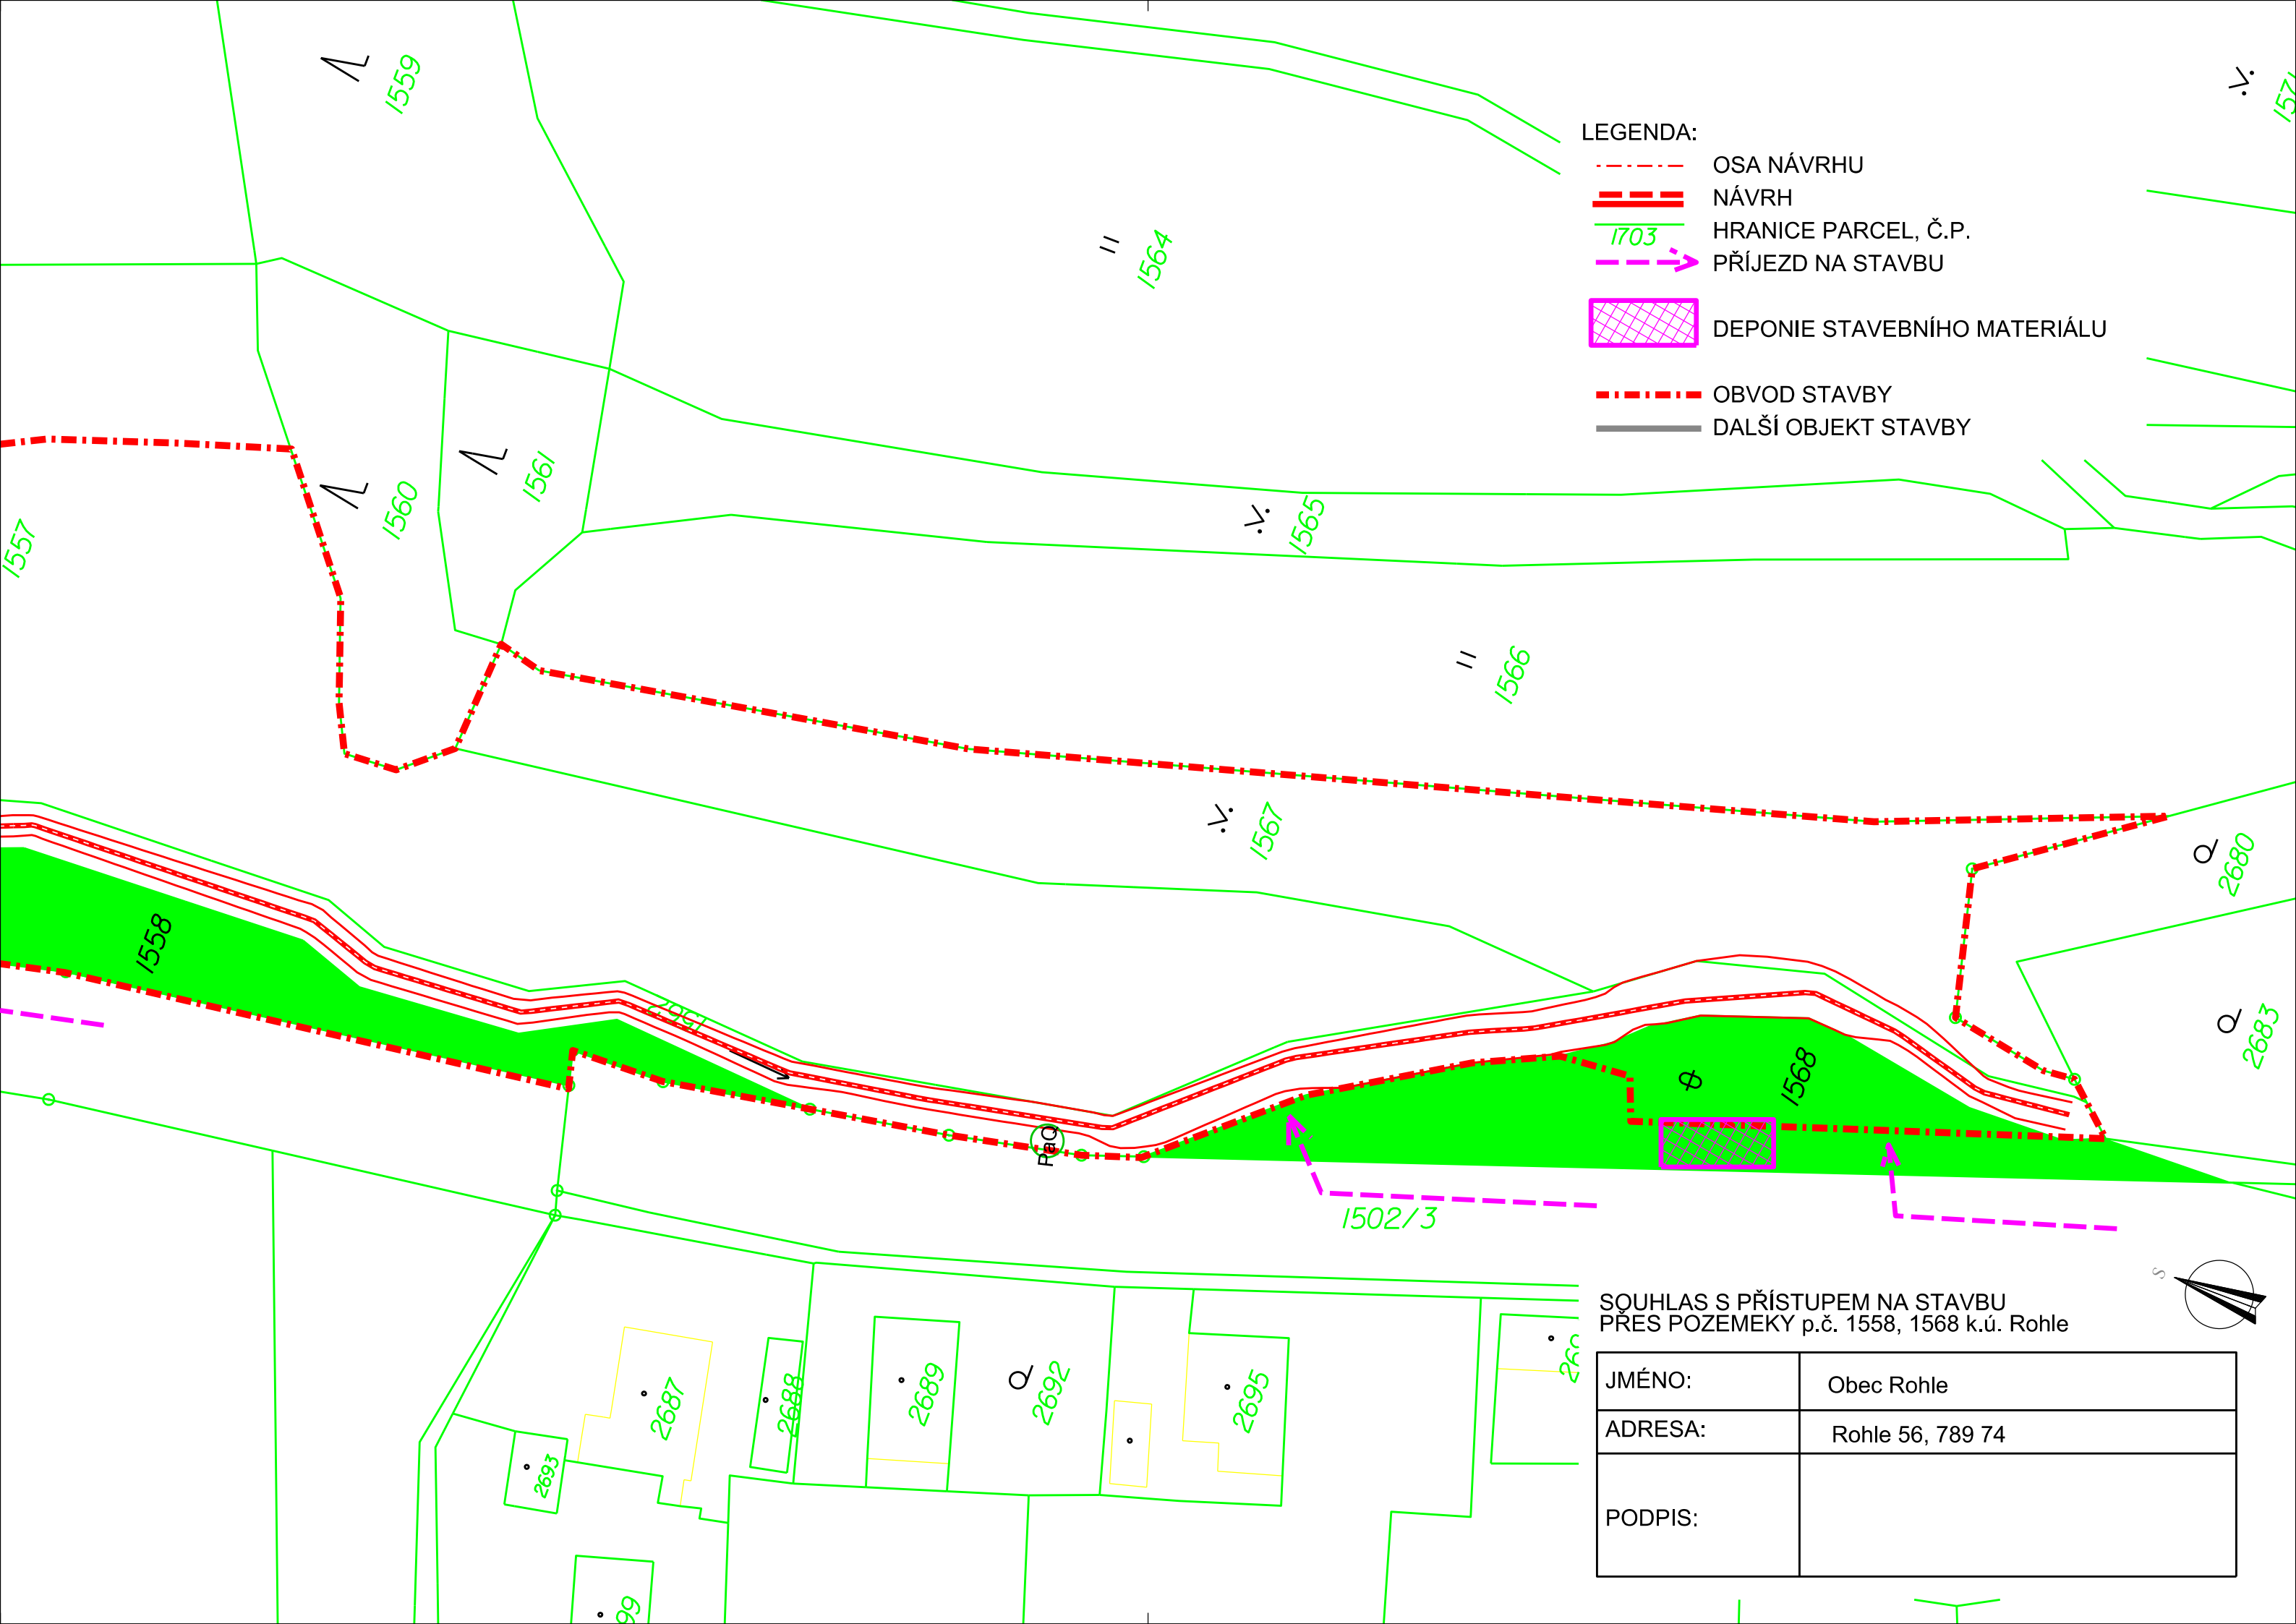 1559
LEGENDA:
OSA NÁVRHU
NÁVRH
1703 HRANICE PARCEL, Č.P.
PŘÍJEZD NA STAVBU
DEPONIE STAVEBNÍHO MATERIÁLU
OBVOD STAVBY
DALŠÍ OBJEKT STAVBY
1564
1561
1560
1557
1565
1566
1567
2680
1558
2683
1568
PaQ
1502/3
S
2687
2688
2689
2692
2695
2693
SOUHLAS S PŘÍSTUPEM NA STAVBU
PŘES POZEMEKY p.č. 1558, 1568 k.ú. Rohle
JMÉNO: Obec Rohle
ADRESA: Rohle 56, 789 74
PODPIS: